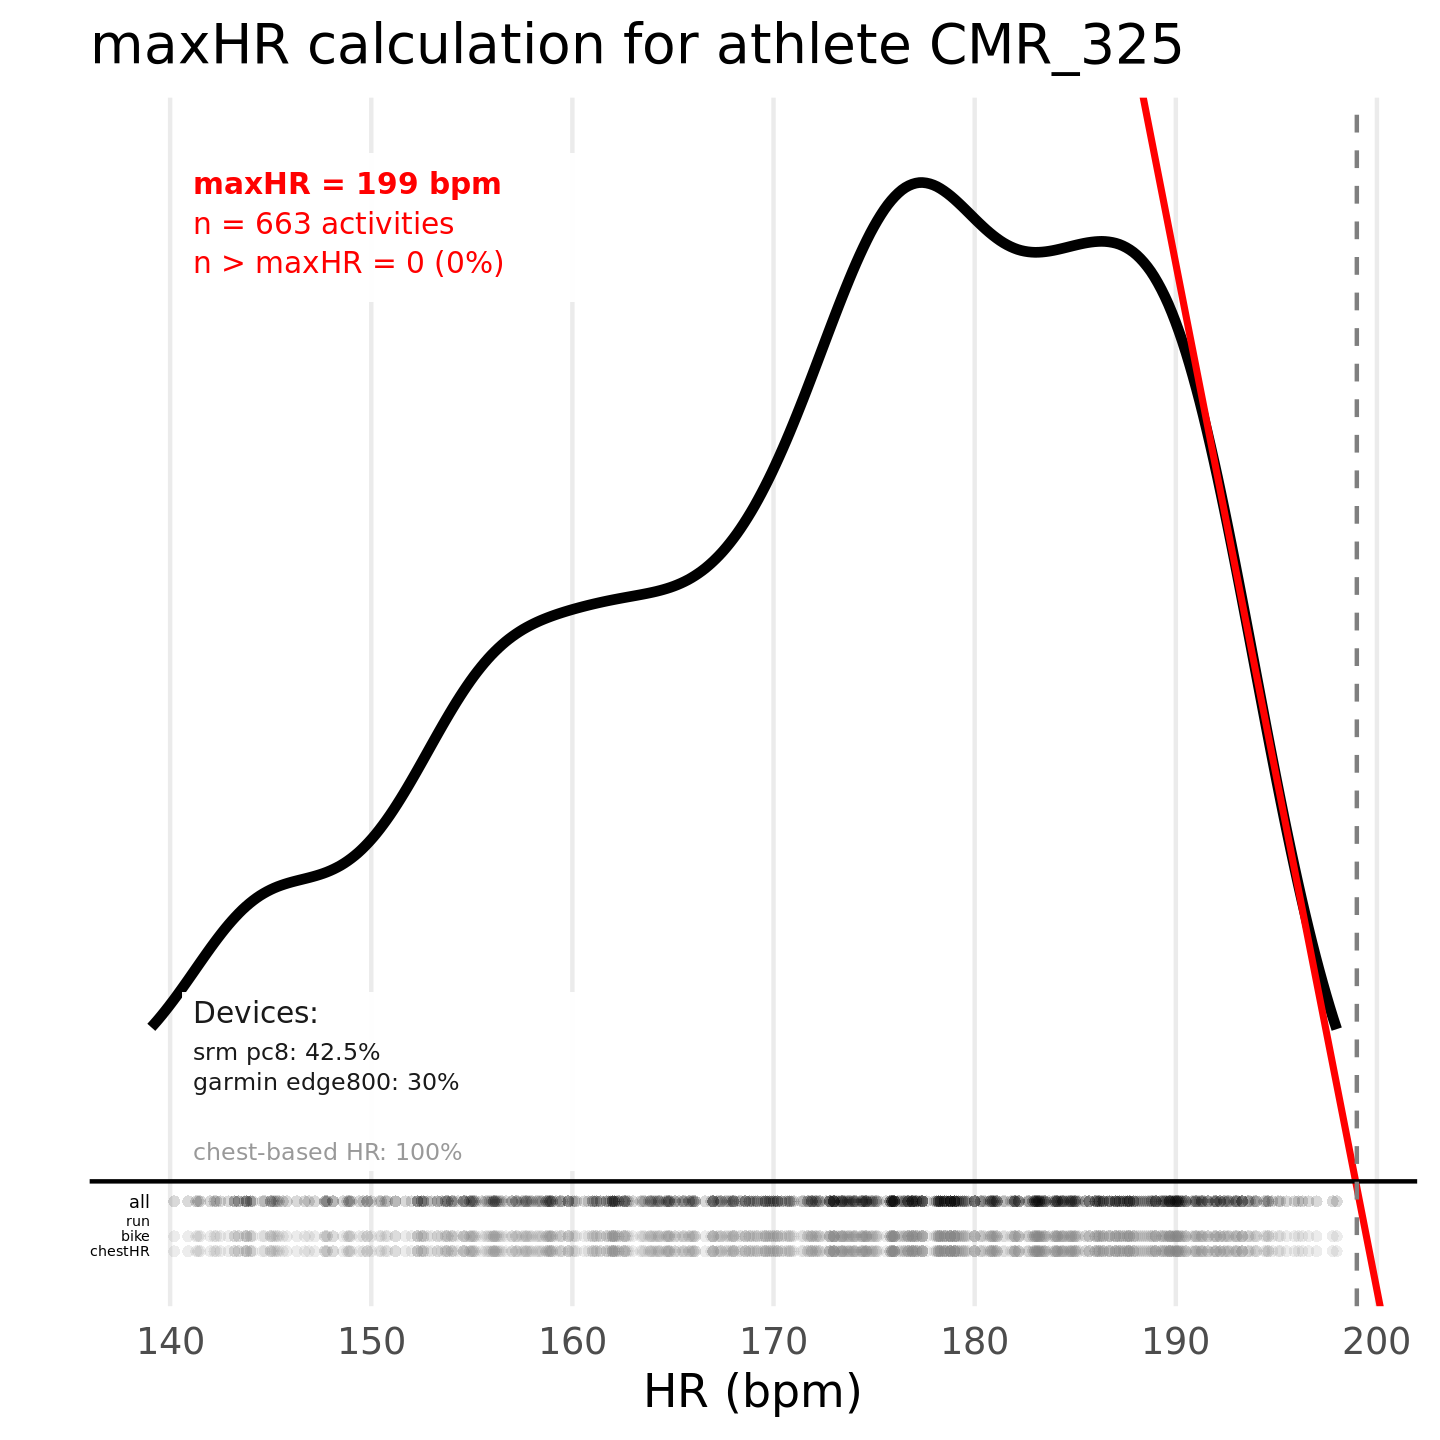 maxHR calculation for athlete CMR_325
maxHR = 199 bpm
n = 663 activities
n > maxHR = 0 (0%)
Devices:
srm pc8: 42.5%
garmin edge800: 30%
chest-based HR: 100%
all
run
bike
chestHR
140 150 160 170 180 190 200
HR (bpm)